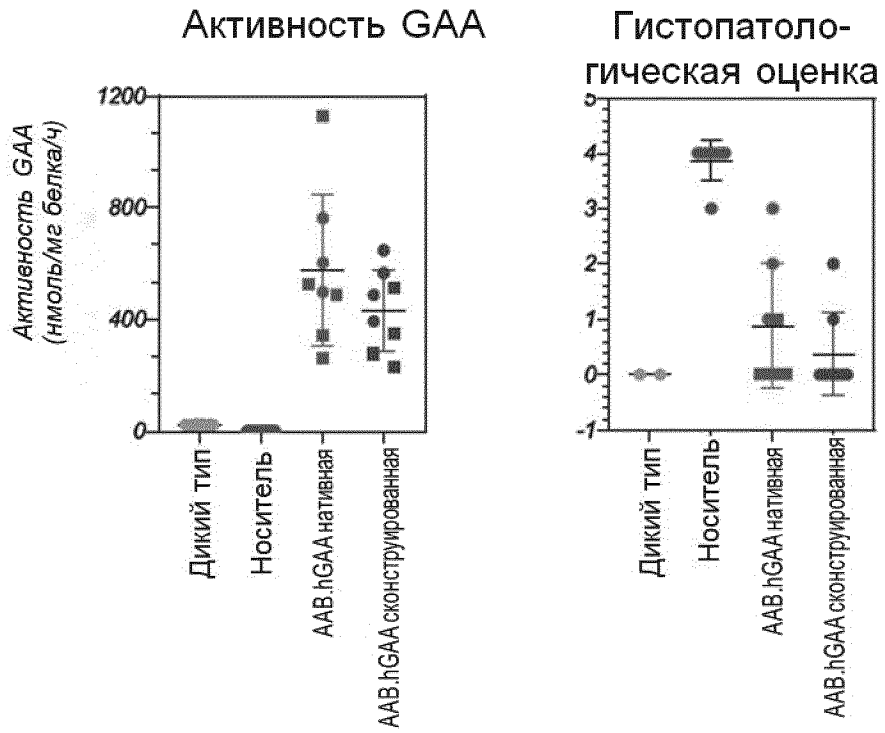 Активность GAA
Активность GAA
(нмоль/мг белка/ч)
1200
800
400
0
Дикий тип
Носитель
AAB.hGAA нативная
AAB.hGAA сконструированная
Гистопатоло-
гическая оценка
5
4
3
2
1
0
-1
Дикий тип
Носитель
AAB.hGAA нативная
AAB.hGAA сконструированная